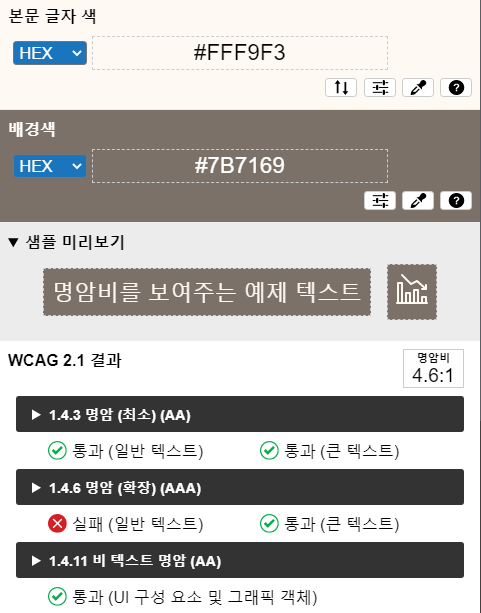 본문 글자 색
HEX
#FFF9F3
배경색
HEX
#7B7169
▼ 샘플 미리보기
명암비를 보여주는 예제 텍스트
WCAG 2.1 결과
명암비
4.6:1
▶ 1.4.3 명암 (최소) (AA)
통과 (일반 텍스트) 통과 (큰 텍스트)
▶ 1.4.6 명암 (확장) (AAA)
실패 (일반 텍스트) 통과 (큰 텍스트)
▶ 1.4.11 비 텍스트 명암 (AA)
통과 (UI 구성 요소 및 그래픽 객체)